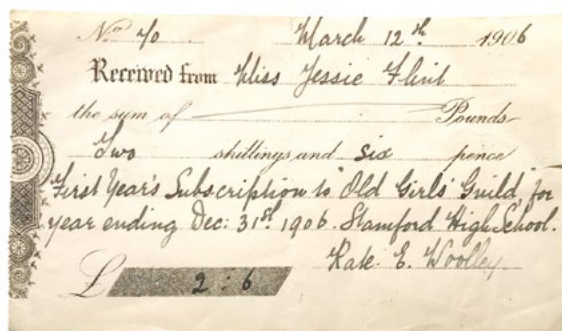 No 40 March 12th 1906
Received from Miss Jessie Flint
the sum of Pounds
Two shillings and six pence
First Year's Subscription to "Old Girls' Guild" for
year ending Dec: 31st 1906. Stamford High School.
Kate. E. Woolley
£ 2 : 6